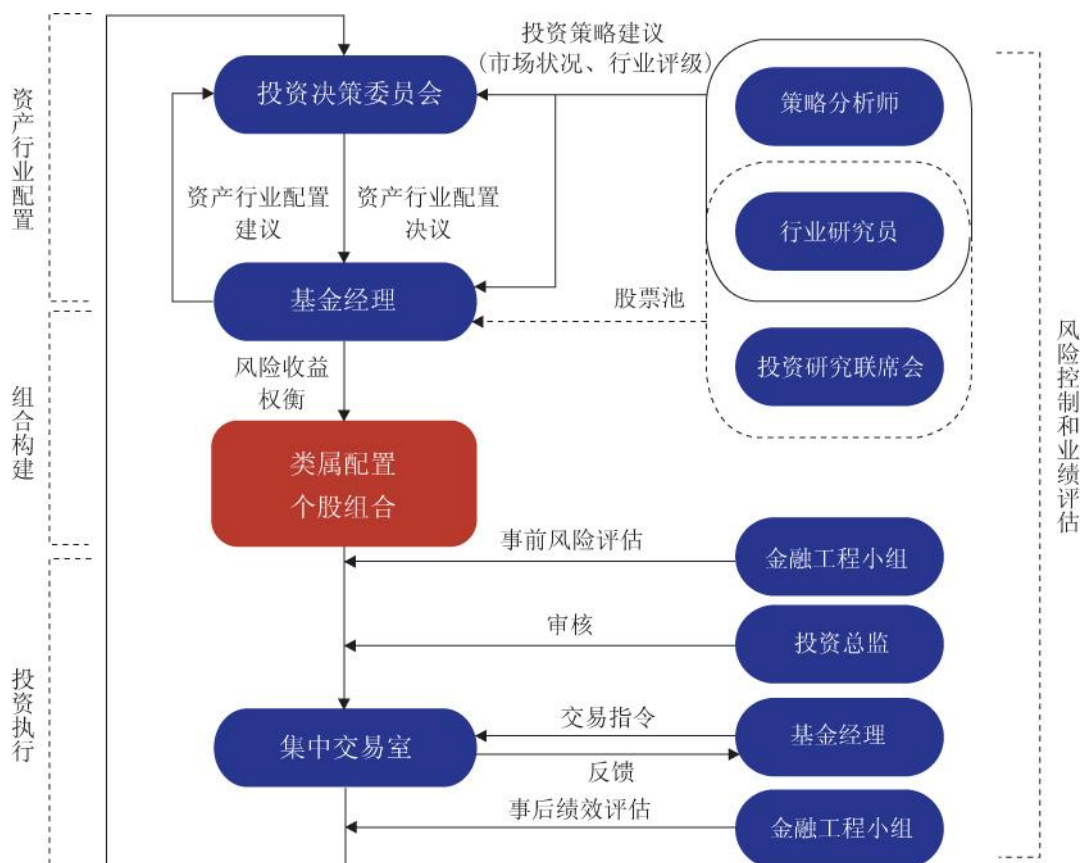 投资策略建议
(市场状况、行业评级)
投资决策委员会
策略分析师
资产行业配置
资产行业配置
建议
资产行业配置
决议
行业研究员
基金经理
股票池
投资研究联席会
风险收益
权衡
组合构建
类属配置
个股组合
风险控制和业绩评估
事前风险评估
金融工程小组
审核
投资总监
投资执行
集中交易室
交易指令
基金经理
反馈
事后绩效评估
金融工程小组